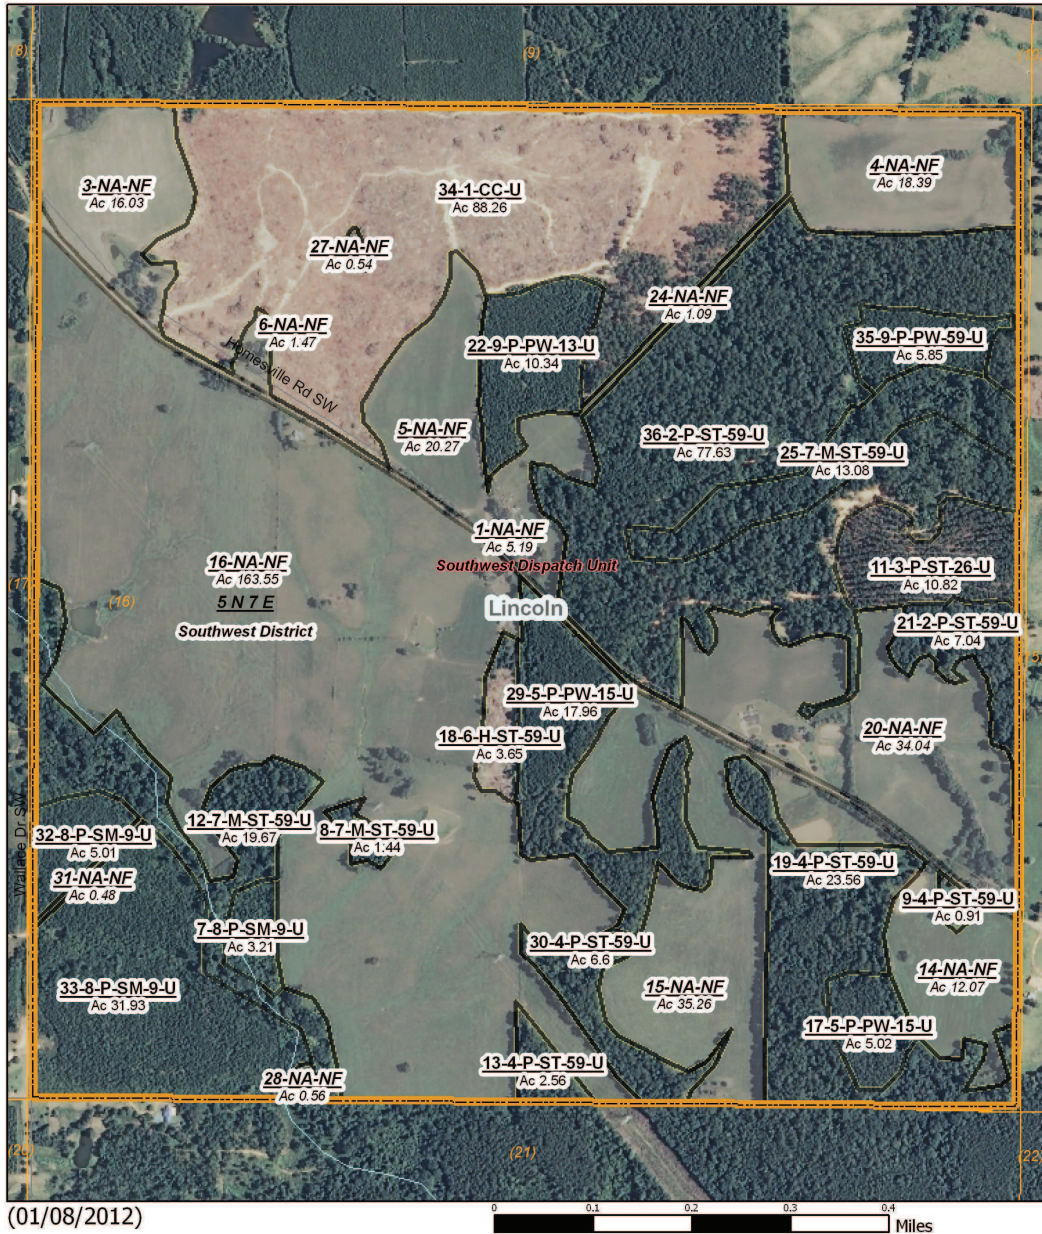 (8)
(9)
3-NA-NF
Ac 16.03
34-1-CC-U
Ac 88.26
4-NA-NF
Ac 18.39
27-NA-NF
Ac 0.54
24-NA-NF
Ac 1.09
6-NA-NF
Ac 1.47
Homesville Rd SW
22-9-P-PW-13-U
Ac 10.34
35-9-P-PW-59-U
Ac 5.85
5-NA-NF
Ac 20.27
36-2-P-ST-59-U
Ac 77.63
25-7-M-ST-59-U
Ac 13.08
1-NA-NF
Ac 5.19
Southwest Dispatch Unit
16-NA-NF
Ac 163.55
11-3-P-ST-26-U
Ac 10.82
(17)
(16)
5 N 7 E
Lincoln
Southwest District
21-2-P-ST-59-U
Ac 7.04
29-5-P-PW-15-U
Ac 17.96
18-6-H-ST-59-U
Ac 3.65
20-NA-NF
Ac 34.04
Wallace Dr SW
32-8-P-SM-9-U
Ac 5.01
12-7-M-ST-59-U
Ac 19.67
8-7-M-ST-59-U
Ac 1.44
31-NA-NF
Ac 0.48
19-4-P-ST-59-U
Ac 23.56
9-4-P-ST-59-U
Ac 0.91
7-8-P-SM-9-U
Ac 3.21
30-4-P-ST-59-U
Ac 6.6
33-8-P-SM-9-U
Ac 31.93
15-NA-NF
Ac 35.26
14-NA-NF
Ac 12.07
17-5-P-PW-15-U
Ac 5.02
28-NA-NF
Ac 0.56
13-4-P-ST-59-U
Ac 2.56
(20)
(21)
(22)
(01/08/2012)
0 0.1 0.2 0.3 0.4
Miles